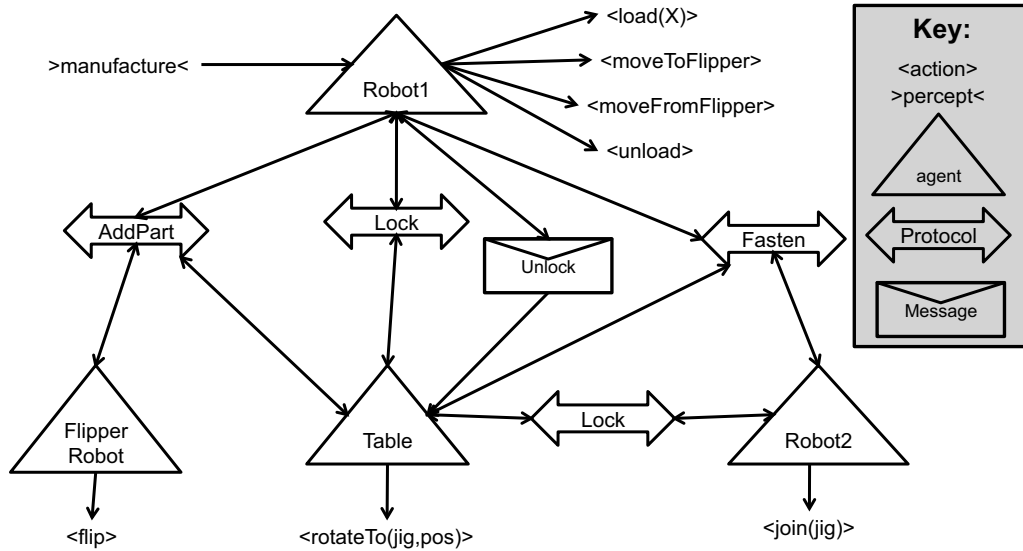 <load(X)>
>manufacture<
<moveToFlipper>
Robot1
<moveFromFlipper>
<unload>
AddPart
Lock
Unlock
Fasten
Flipper
Robot
Table
Lock
Robot2
<flip>
<rotateTo(jig,pos)>
<join(jig)>
Key:
<action>
>percept<
agent
Protocol
Message